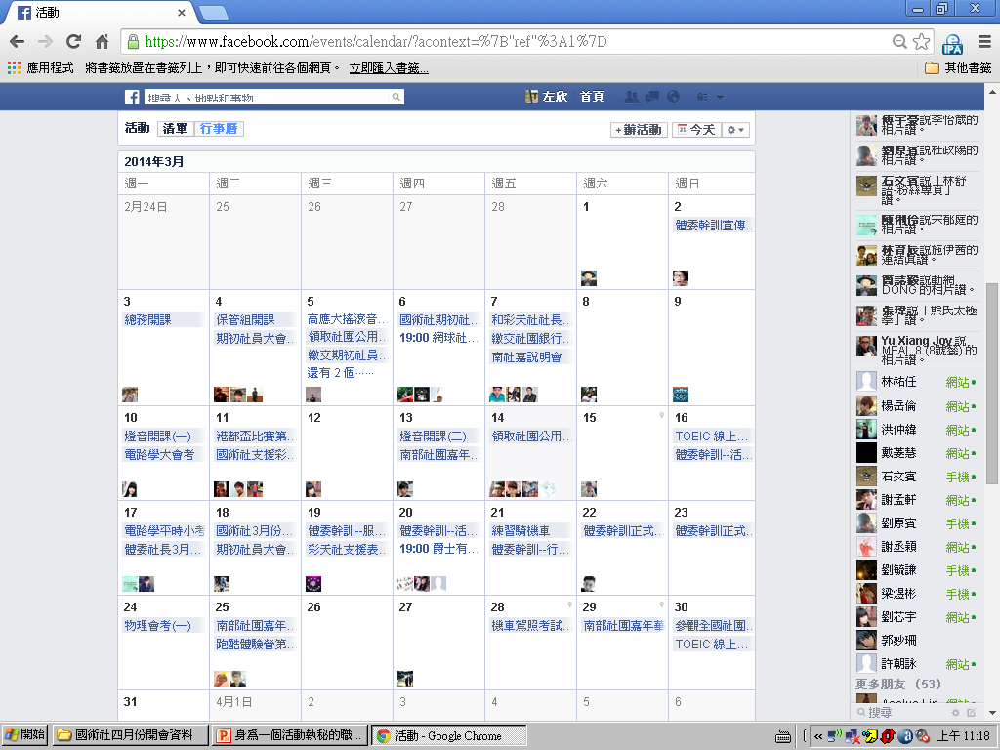 活動
https://www.facebook.com/events/calendar/?acontext=%7B"ref"%3A1%7D
應用程式 將書籤放置在書籤列上，即可快速前往各個網頁。 立即匯入書籤... 其他書籤
搜尋人、地點和事物 左欣 首頁
活動 清單 行事曆 +辦活動 今天
2014年3月
週一 週二 週三 週四 週五 週六 週日
2月24日 25 26 27 28 1 2
體委幹訓宣傳...
3 4 5 6 7 8 9
總務開課 保管組開課 高應大搖滾音... 國術社期初社... 和彩天社社長...
期初社員大會... 領取社團公用... 19:00 網球社... 繳交社團銀行...
繳交期初社員... 南社嘉說明會
還有 2 個……
10 11 12 13 14 15 16
燈音開課(一) 港都盃比賽第... 燈音開課(二) 領取社團公用... TOEIC 線上...
電路學大會考 國術社支援彩... 南部社團嘉年... 體委幹訓--活...
17 18 19 20 21 22 23
電路學平時小考 國術社3月份... 體委幹訓--服... 體委幹訓--活... 練習騎機車 體委幹訓正式... 體委幹訓正式...
體委社長3月... 期初社員大會... 彩天社支援表... 19:00 爵士有... 體委幹訓--行...
24 25 26 27 28 29 30
物理會考(一) 南部社團嘉年... 機車駕照考試... 南部社團嘉年華 參觀全國社團...
跑酷體驗營第... TOEIC 線上...
31 4月1日 2 3 4 5 6
傅宇豪說李怡葳的相片讚。
劉原賓說杜政陽的相片讚。
石文賓說「林舒語-粉絲專頁」讚。
說宋郁庭的相片讚。
林育辰說施伊茜的連結真讚。
說動網 DONG 的相片讚。
張瑋說「熊氏太極拳」讚。
Yu Xiang Joy 說 MEAL 8 (8號餐) 的相片讚。
林祐任 網站
楊岳倫 網站
洪仲緯 網站
戴菱慧 網站
石文賓 手機
謝孟軒 網站
劉原賓 手機
謝丞穎 網站
劉毓謙 手機
梁煜彬 手機
劉芯宇 網站
郭妙珊
許朝詠 網站
更多朋友 (53)
搜尋
開始 國術社四月份開會資料 身為一個活動執秘的職... 活動 - Google Chrome 上午 11:18